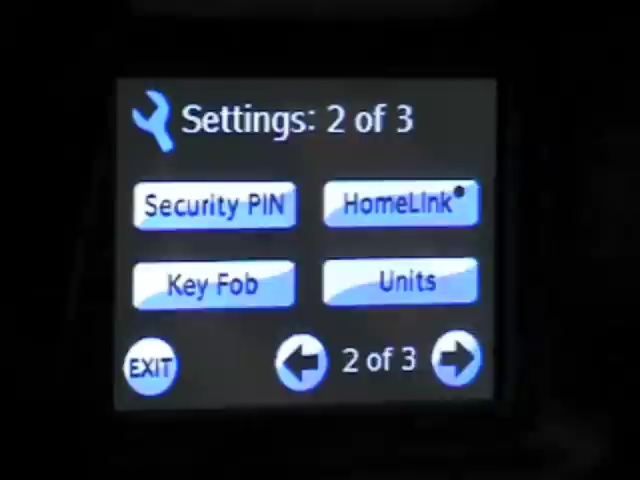 Settings: 2 of 3
Security PIN
HomeLink
Key Fob
Units
EXIT
2 of 3